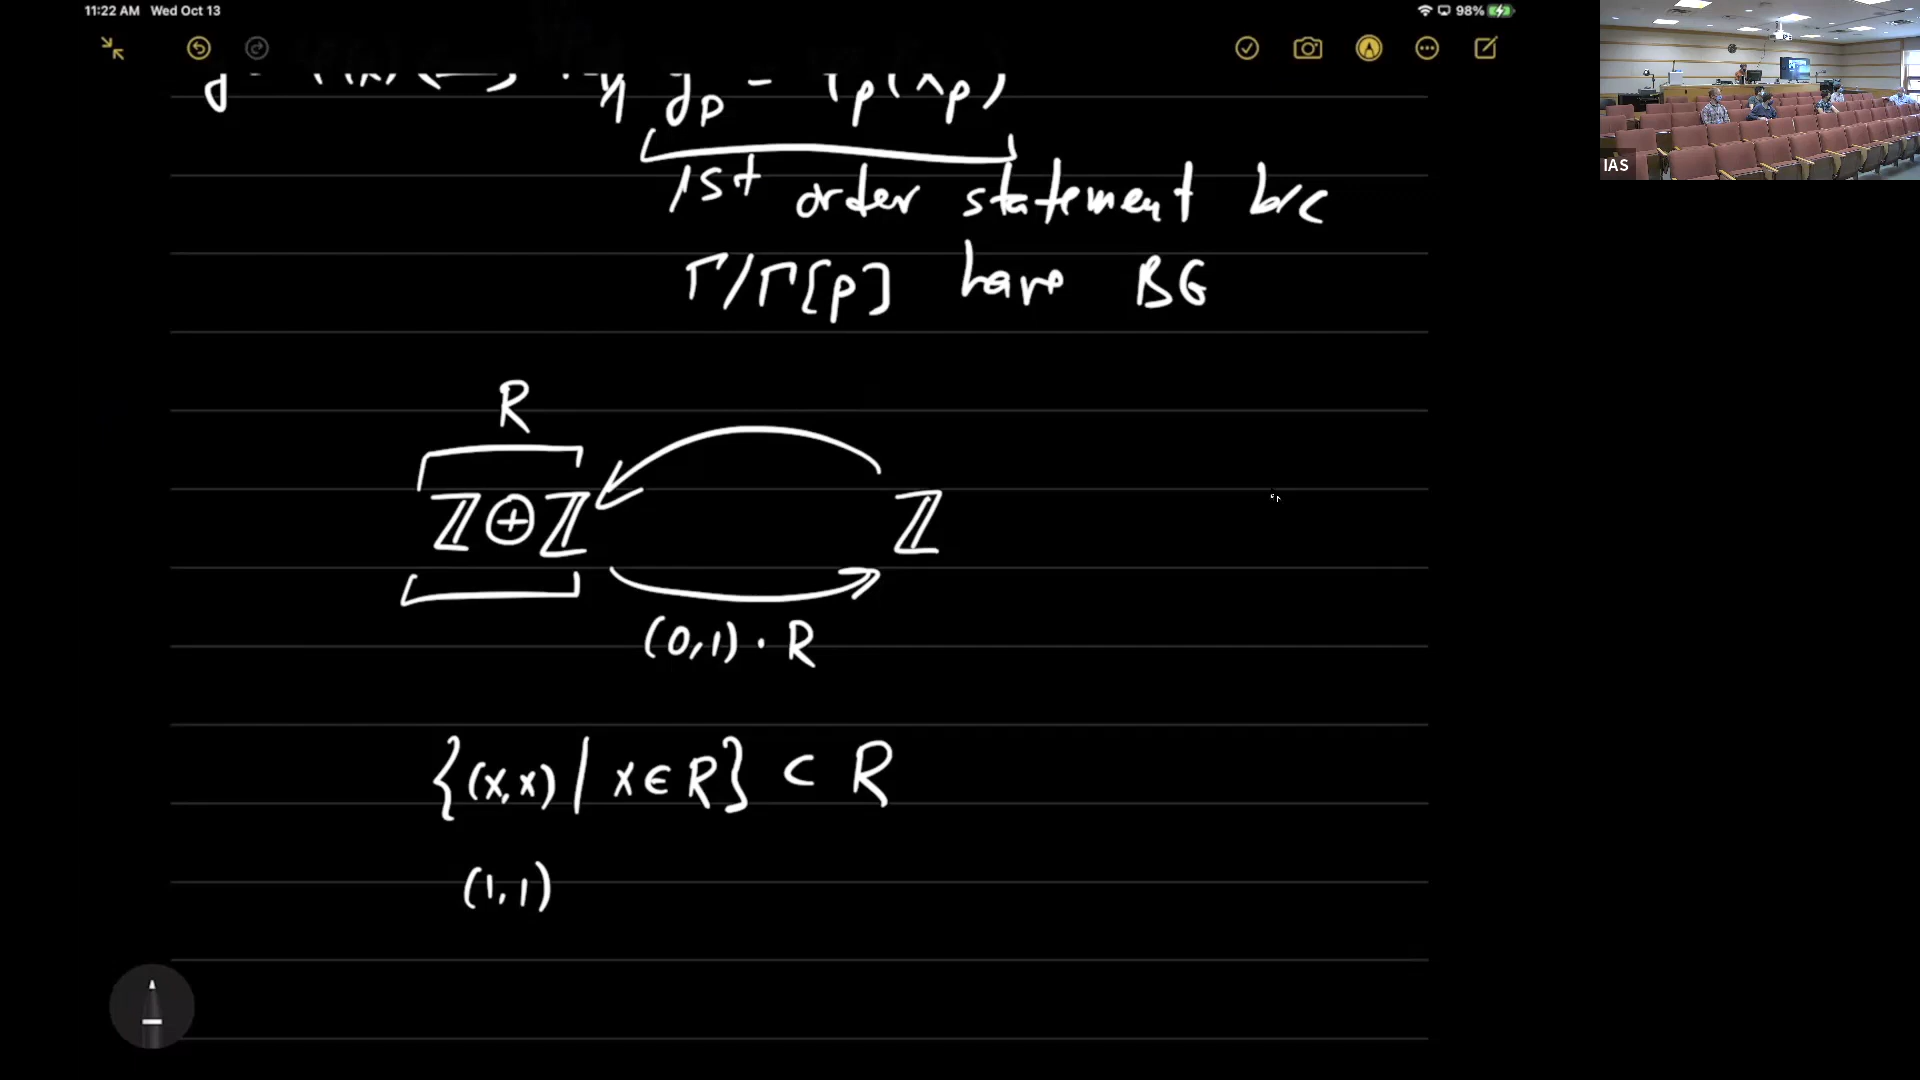 11:22 AM Wed Oct 13
98%
IAS
1st order statement b/c
Γ/Γ[p] have BG
R
ℤ⊕ℤ ℤ
(0,1) · R
{(x,x) | x ∈ R} ⊂ R
(1,1)